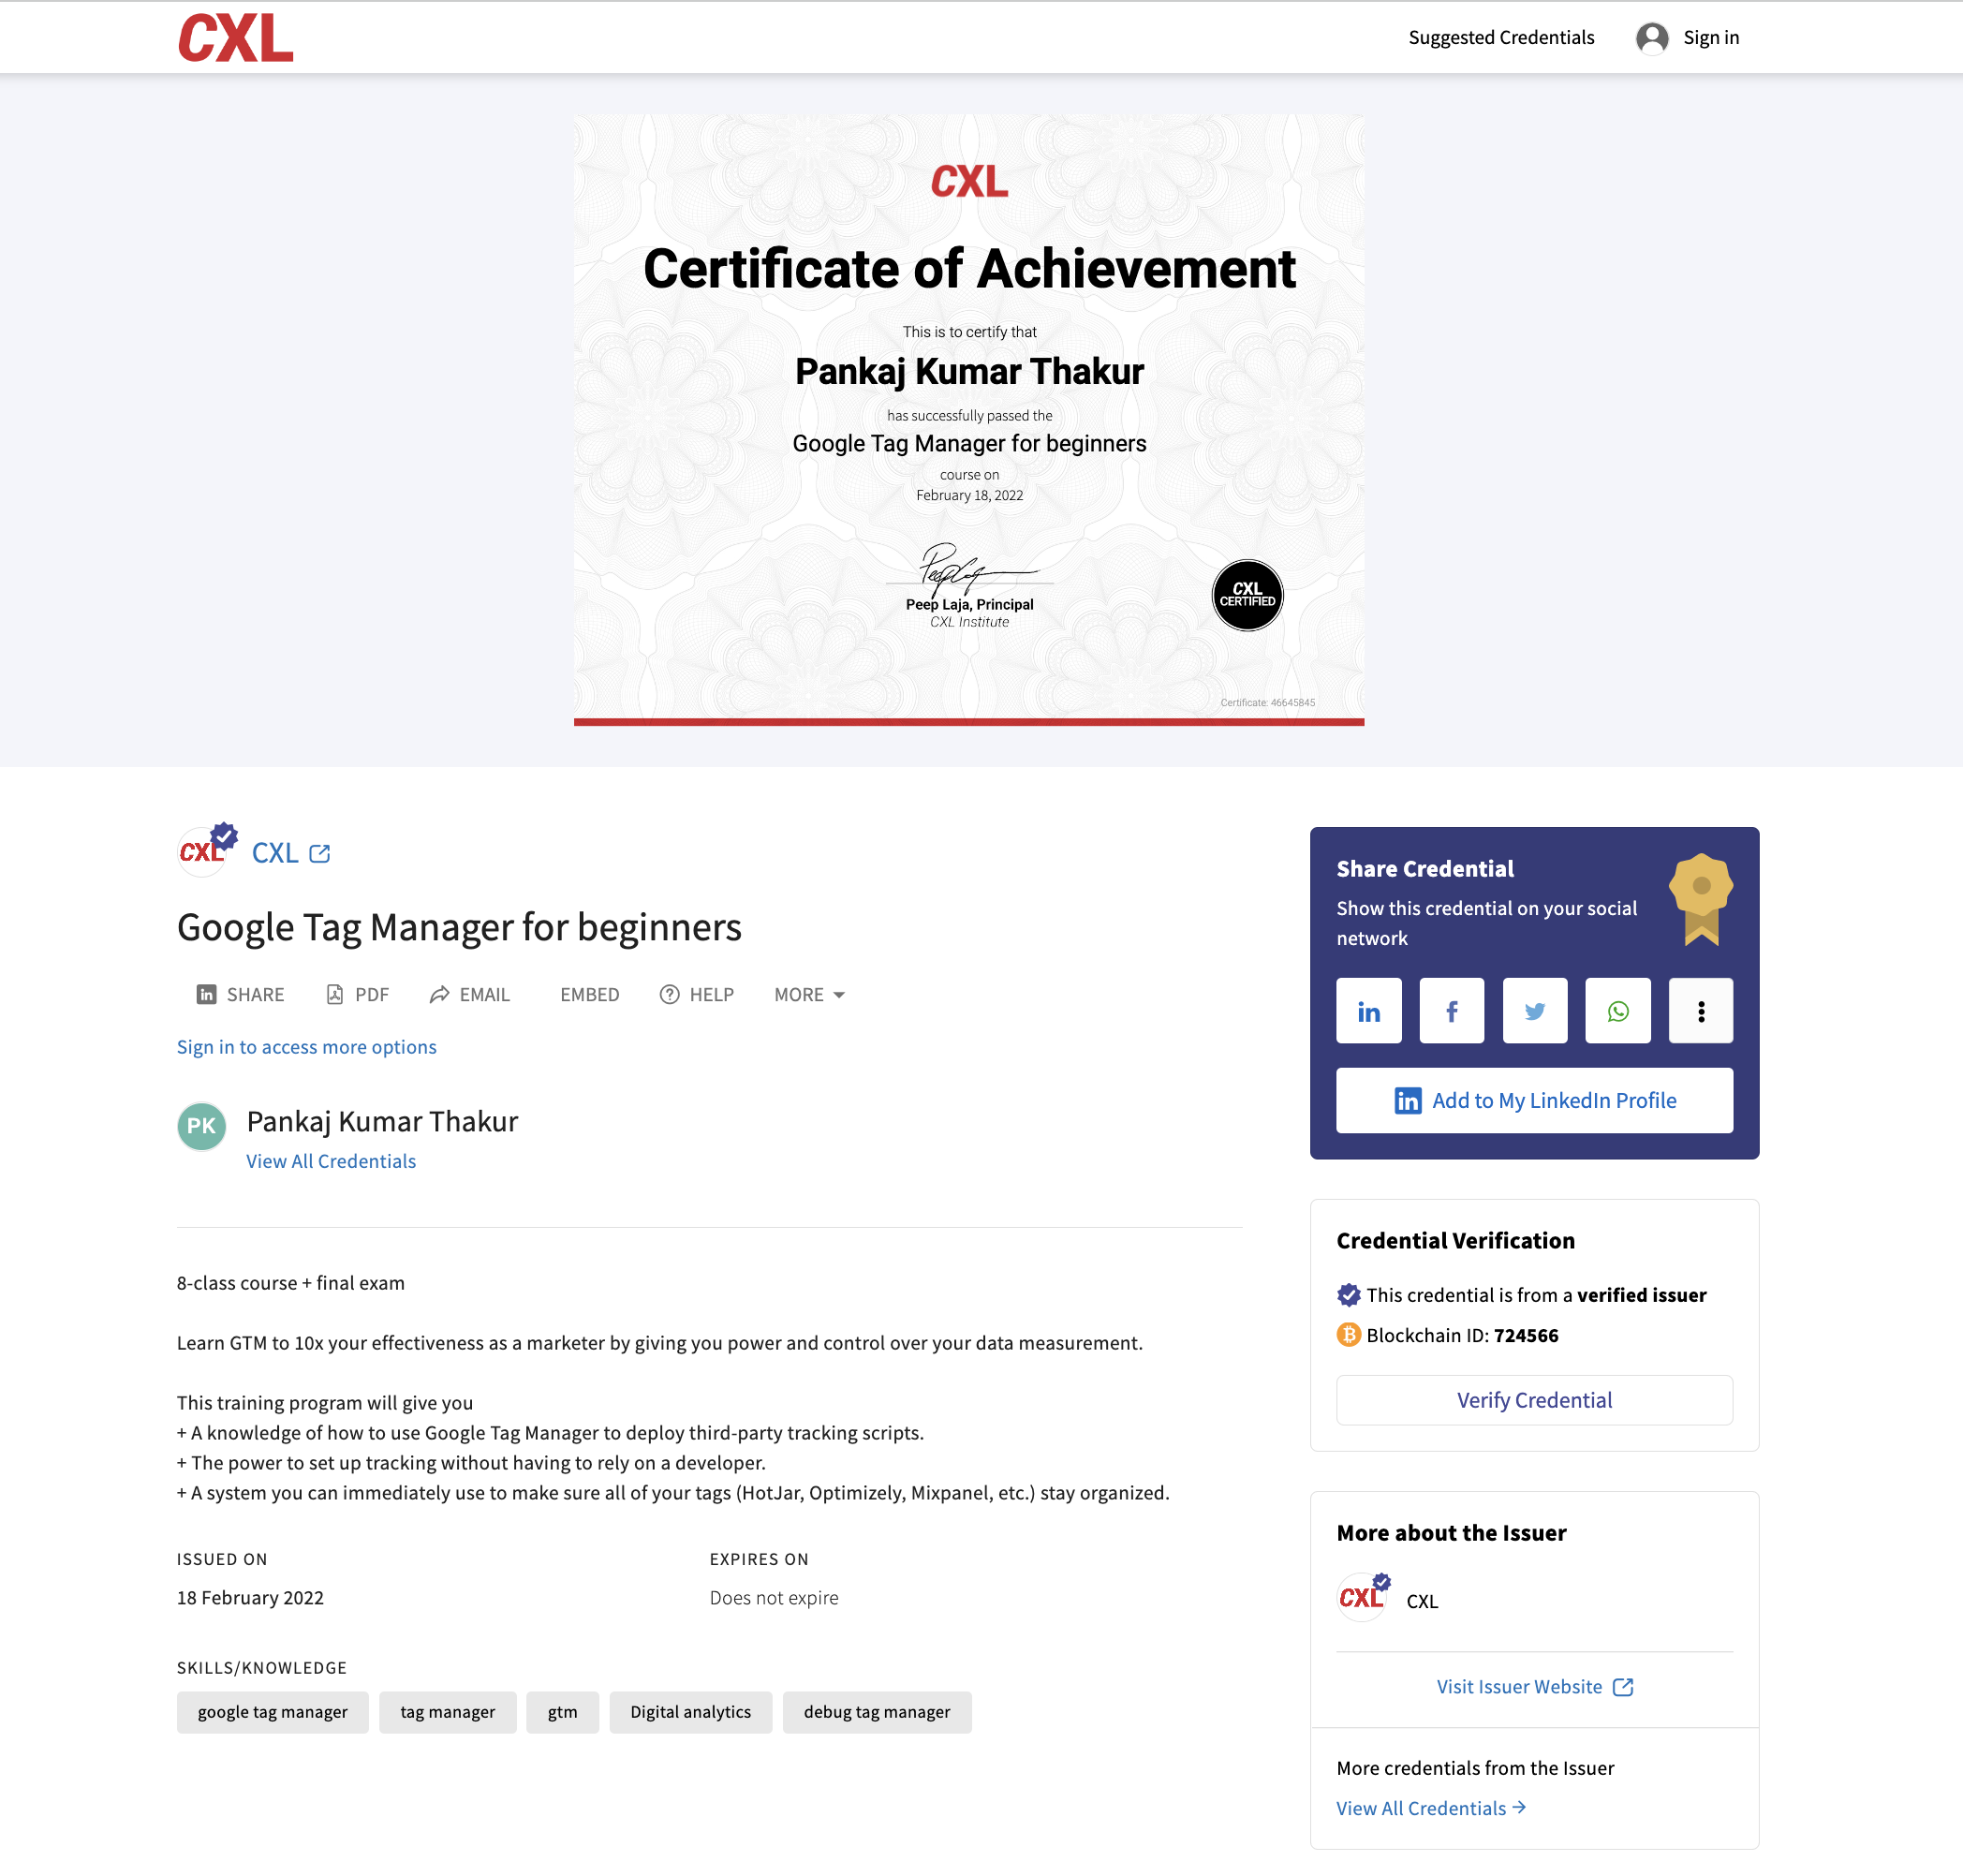 CXL
Suggested Credentials
Sign in
CXL
Certificate of Achievement
This is to certify that
Pankaj Kumar Thakur
has successfully passed the
Google Tag Manager for beginners
course on
February 18, 2022
Peep Laja, Principal
CXL Institute
CXL
CERTIFIED
Certificate: 46645845
CXL
CXL
Google Tag Manager for beginners
in SHARE
PDF
EMAIL
EMBED
? HELP
MORE
Sign in to access more options
PK
Pankaj Kumar Thakur
View All Credentials
8-class course + final exam
Learn GTM to 10x your effectiveness as a marketer by giving you power and control over your data measurement.
This training program will give you
+ A knowledge of how to use Google Tag Manager to deploy third-party tracking scripts.
+ The power to set up tracking without having to rely on a developer.
+ A system you can immediately use to make sure all of your tags (HotJar, Optimizely, Mixpanel, etc.) stay organized.
ISSUED ON
18 February 2022
EXPIRES ON
Does not expire
SKILLS/KNOWLEDGE
google tag manager
tag manager
gtm
Digital analytics
debug tag manager
Share Credential
Show this credential on your social
network
in
f
in Add to My LinkedIn Profile
Credential Verification
This credential is from a verified issuer
Blockchain ID: 724566
Verify Credential
More about the Issuer
CXL
CXL
Visit Issuer Website
More credentials from the Issuer
View All Credentials →